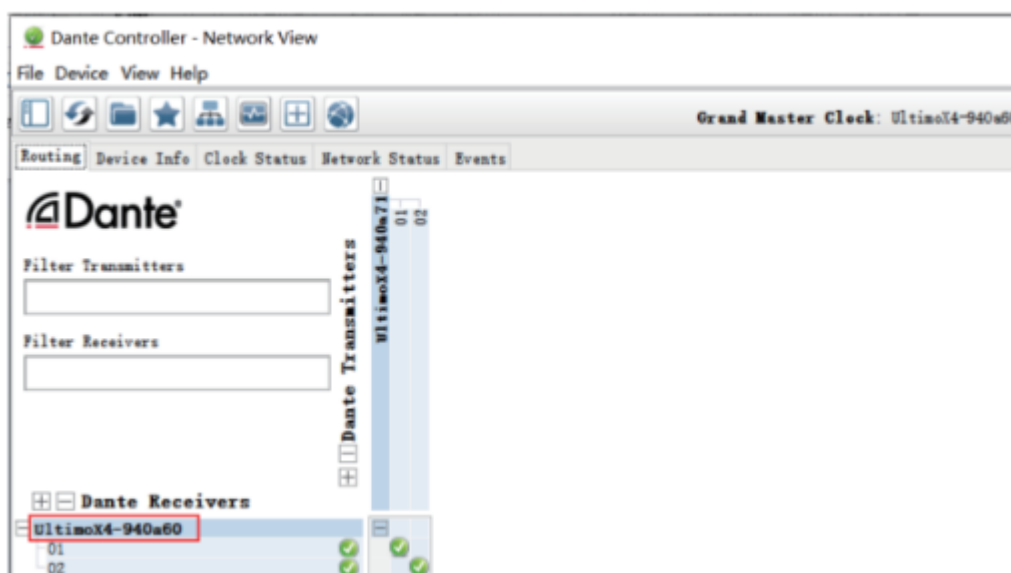 Dante Controller - Network View
File Device View Help
Grand Master Clock: UltimoX4-940a60
Routing Device Info Clock Status Network Status Events
Dante
Filter Transmitters
Filter Receivers
Dante Transmitters
UltimoX4-940a71
01
02
Dante Receivers
UltimoX4-940a60
01
02